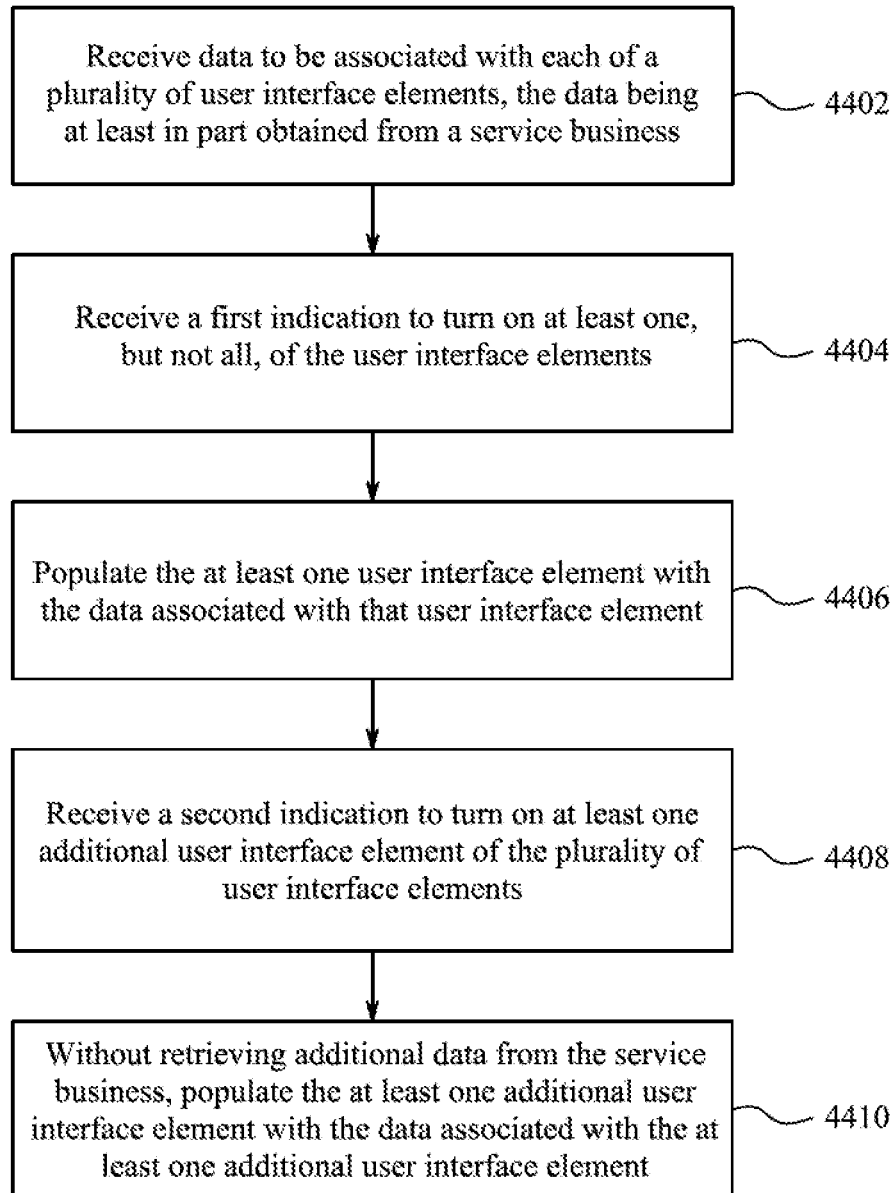 Receive data to be associated with each of a
plurality of user interface elements, the data being
at least in part obtained from a service business
4402
Receive a first indication to turn on at least one,
but not all, of the user interface elements
4404
Populate the at least one user interface element with
the data associated with that user interface element
4406
Receive a second indication to turn on at least one
additional user interface element of the plurality of
user interface elements
4408
Without retrieving additional data from the service
business, populate the at least one additional user
interface element with the data associated with the at
least one additional user interface element
4410